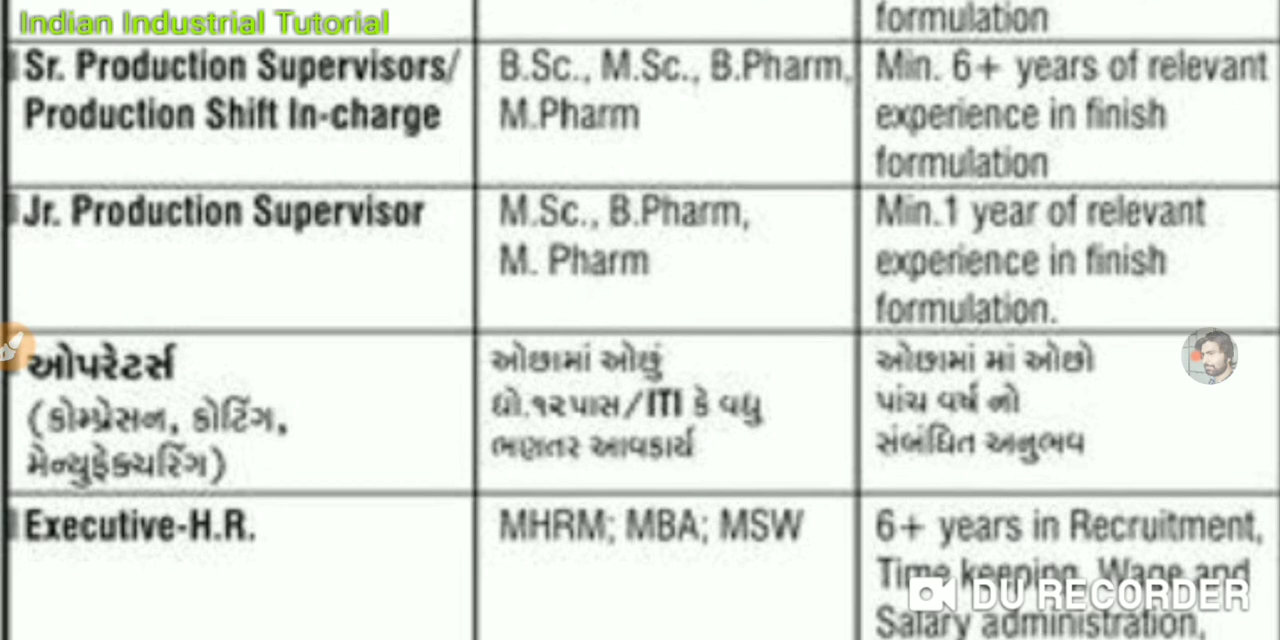 Indian Industrial Tutorial
formulation
Sr. Production Supervisors/
Production Shift In-charge
B.Sc., M.Sc., B.Pharm,
M.Pharm
Min. 6+ years of relevant
experience in finish
formulation
Jr. Production Supervisor
M.Sc., B.Pharm,
M. Pharm
Min.1 year of relevant
experience in finish
formulation.
ઓપરેટર્સ
(કોમ્પ્રેસન, કોટિંગ,
મેન્યુફેક્ચરિંગ)
ઓછામાં ઓછું
ધો.૧૨પાસ/ITI કે વધુ
ભણતર આવકાર્ય
ઓછામાં માં ઓછો
પાંચ વર્ષ નો
સંબંધિત અનુભવ
Executive-H.R.
MHRM; MBA; MSW
6+ years in Recruitment,
Time keeping, Wage and
Salary administration,
DU RECORDER